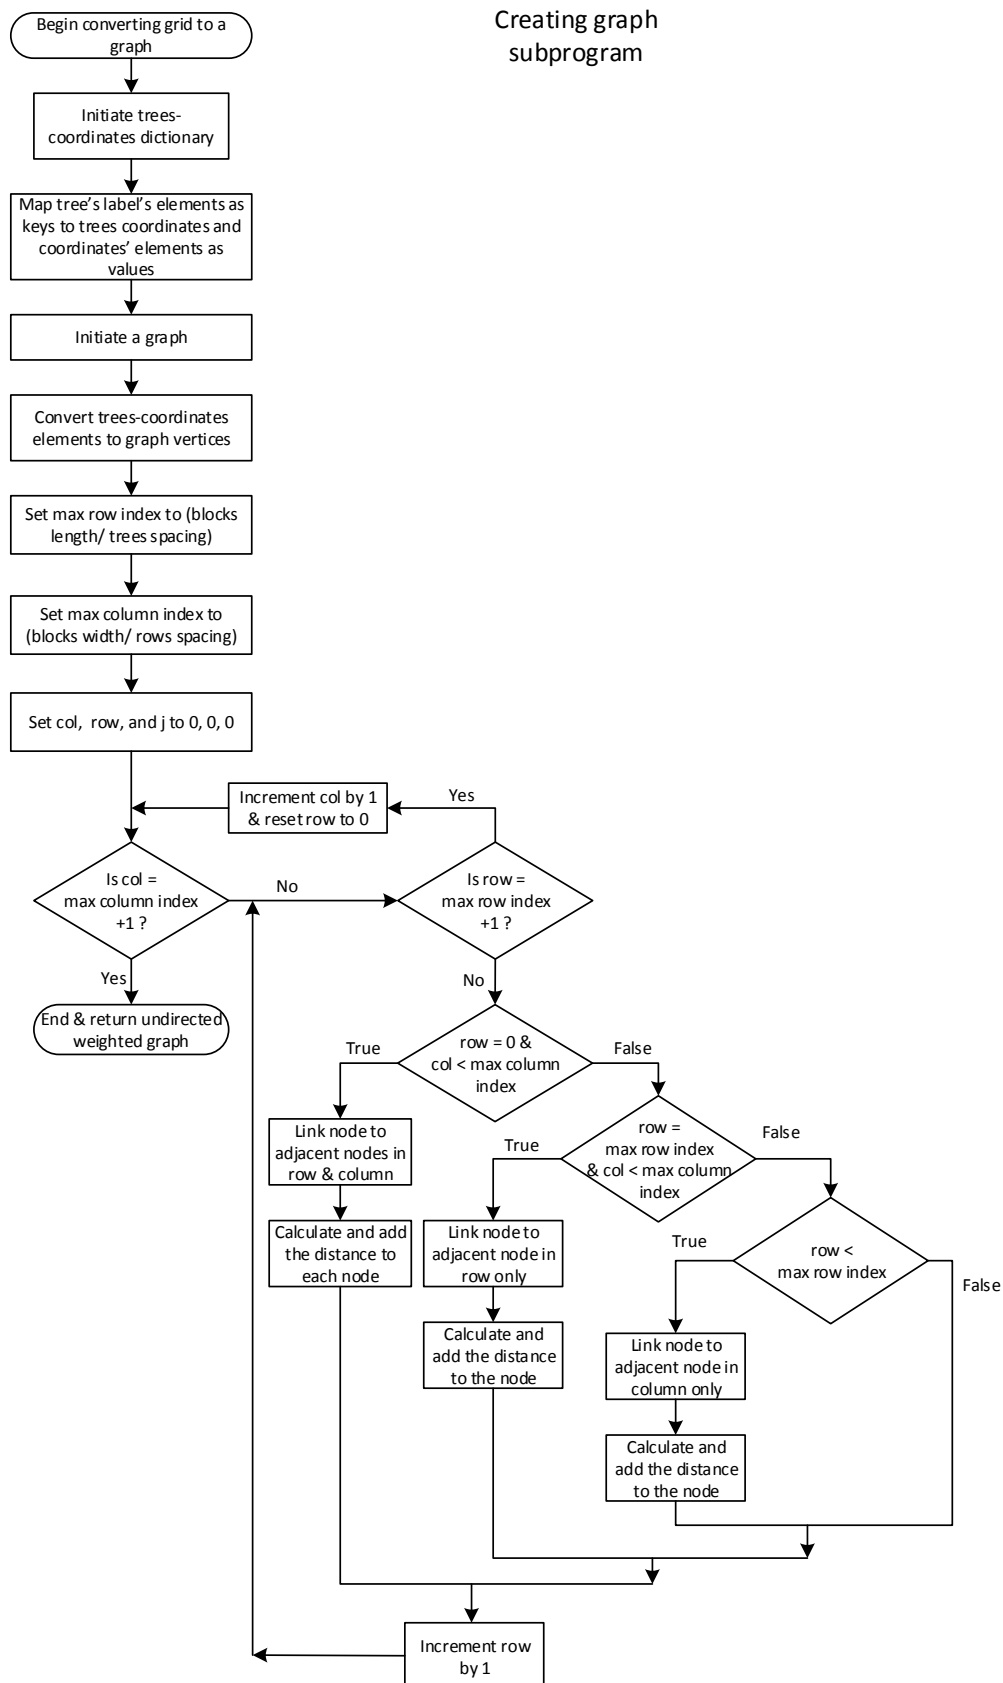 Creating graph
subprogram
Begin converting grid to a
graph
Initiate trees-
coordinates dictionary
Map tree's label's elements as
keys to trees coordinates and
coordinates' elements as
values
Initiate a graph
Convert trees-coordinates
elements to graph vertices
Set max row index to (blocks
length/ trees spacing)
Set max column index to
(blocks width/ rows spacing)
Set col,  row, and j to 0, 0, 0
Increment col by 1
& reset row to 0
Yes
Is col =
max column index
+1 ?
No
Is row =
max row index
+1 ?
Yes
No
End & return undirected
weighted graph
row = 0 &
col < max column
index
True
False
Link node to
adjacent nodes in
row & column
row =
max row index
& col < max column
index
True
False
Calculate and add
the distance to
each node
Link node to
adjacent node in
row only
row <
max row index
True
False
Calculate and
add the distance
to the node
Link node to
adjacent node in
column only
Calculate and
add the distance
to the node
Increment row
by 1